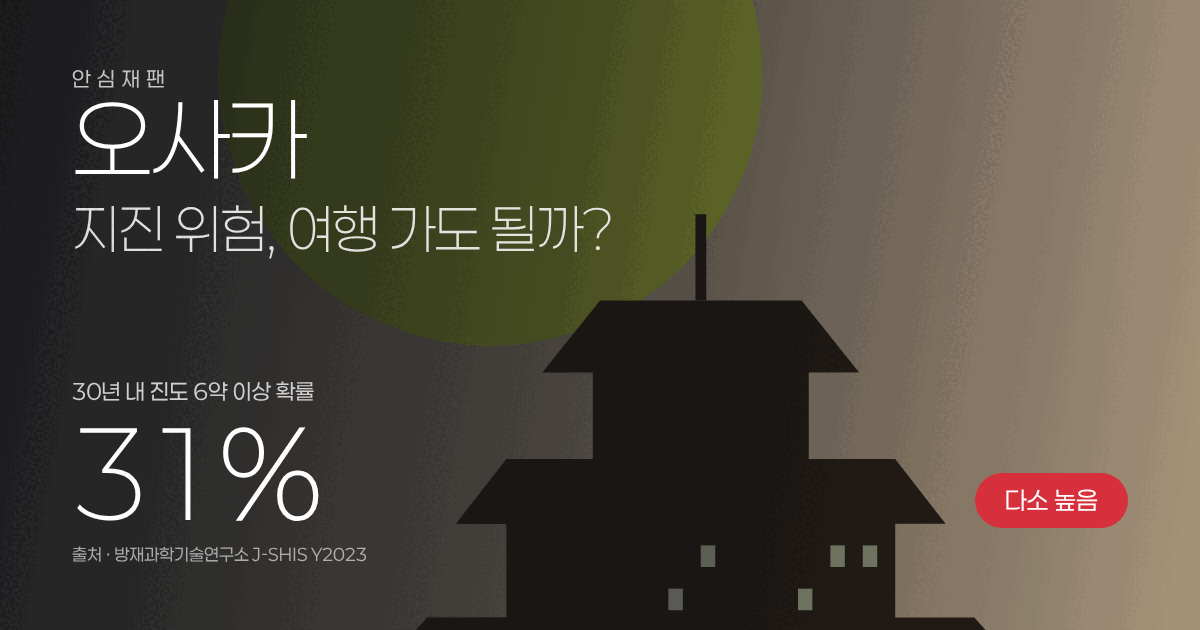 안심재팬
오사카
지진 위험, 여행 가도 될까?
30년 내 진도 6약 이상 확률
31%
다소 높음
출처 · 방재과학기술연구소 J-SHIS Y2023